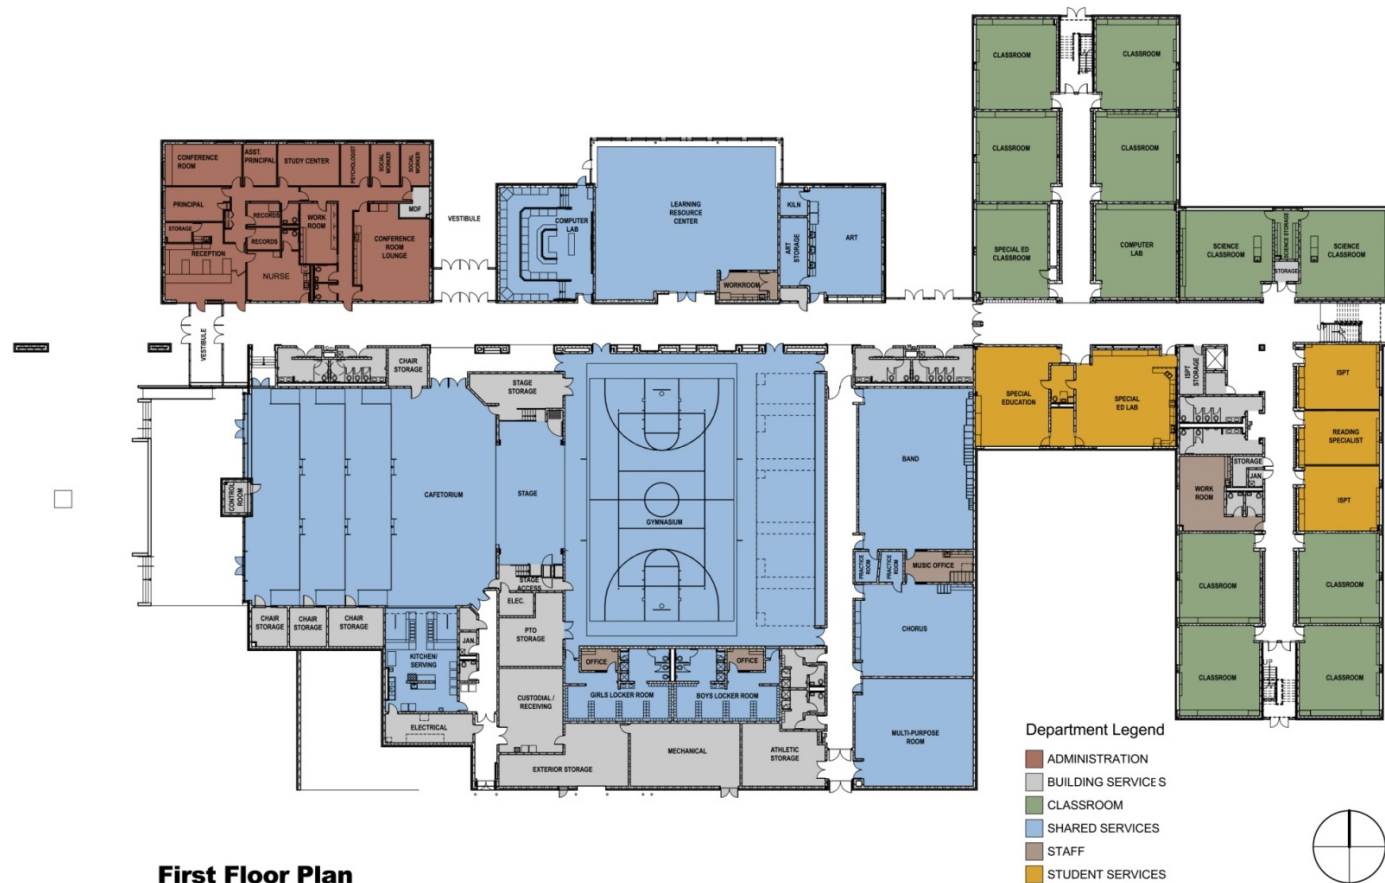 CLASSROOM
CLASSROOM
CLASSROOM
CLASSROOM
CONFERENCE
ROOM
ASST.
PRINCIPAL
STUDY CENTER
PSYCHOLOGIST
SOCIAL
WORKER
SOCIAL
WORKER
PRINCIPAL
STORAGE
RECORDS
RECORDS
WORK
ROOM
MDF
CONFERENCE
ROOM
LOUNGE
RECEPTION
NURSE
VESTIBULE
VESTIBULE
COMPUTER
LAB
LEARNING
RESOURCE
CENTER
WORKROOM
KILN
ART
STORAGE
ART
SPECIAL ED
CLASSROOM
COMPUTER
LAB
SCIENCE
CLASSROOM
SCIENCE STORAGE
STORAGE
SCIENCE
CLASSROOM
CHAIR
STORAGE
STAGE
STORAGE
SPECIAL
EDUCATION
SPECIAL
ED LAB
ISPT
STORAGE
ISPT
READING
SPECIALIST
ISPT
STORAGE
JAN.
WORK
ROOM
CONTROL
ROOM
CAFETORIUM
STAGE
GYMNASIUM
BAND
PRACTICE
ROOM
PRACTICE
ROOM
MUSIC OFFICE
STAGE
ACCESS
ELEC.
CHAIR
STORAGE
CHAIR
STORAGE
CHAIR
STORAGE
JAN.
PTO
STORAGE
KITCHEN/
SERVING
CHORUS
CLASSROOM
CLASSROOM
CLASSROOM
CLASSROOM
UP
OFFICE
OFFICE
GIRLS LOCKER ROOM
BOYS LOCKER ROOM
CUSTODIAL /
RECEIVING
ELECTRICAL
EXTERIOR STORAGE
MECHANICAL
ATHLETIC
STORAGE
MULTI-PURPOSE
ROOM
Department Legend
ADMINISTRATION
BUILDING SERVICES
CLASSROOM
SHARED SERVICES
STAFF
STUDENT SERVICES
First Floor Plan